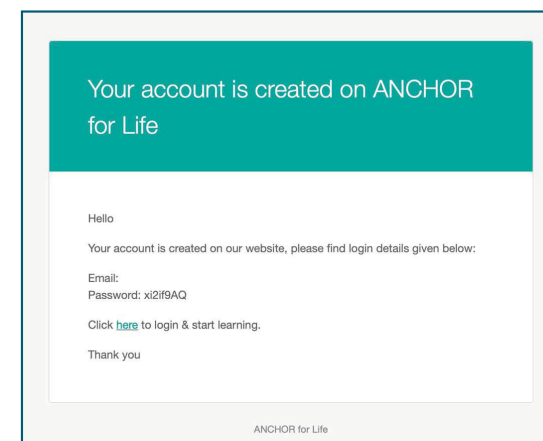 Your account is created on ANCHOR
for Life
Hello
Your account is created on our website, please find login details given below:
Email:
Password: xi2if9AQ
Click here to login & start learning.
Thank you
ANCHOR for Life